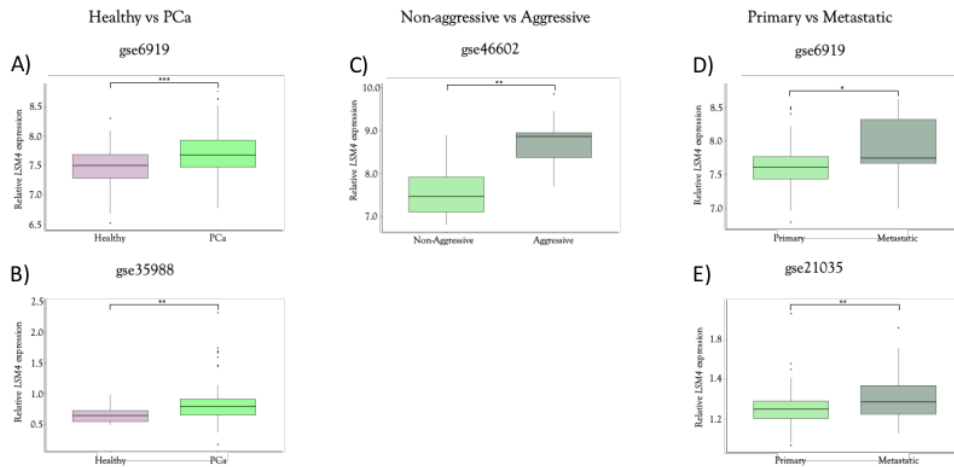 Healthy vs PCa
Non-aggressive vs Aggressive
Primary vs Metastatic
A)
gse6919
Relative LSM4 expression
8.5
8.0
7.5
7.0
6.5
***
Healthy
PCa
B)
gse35988
Relative LSM4 expression
2.5
2.0
1.5
1.0
0.5
**
Healthy
PCa
C)
gse46602
Relative LSM4 expression
10.0
9.0
8.0
7.0
**
Non-Aggressive
Aggressive
D)
gse6919
Relative LSM4 expression
8.5
8.0
7.5
7.0
*
Primary
Metastatic
E)
gse21035
Relative LSM4 expression
1.8
1.4
1.2
**
Primary
Metastatic